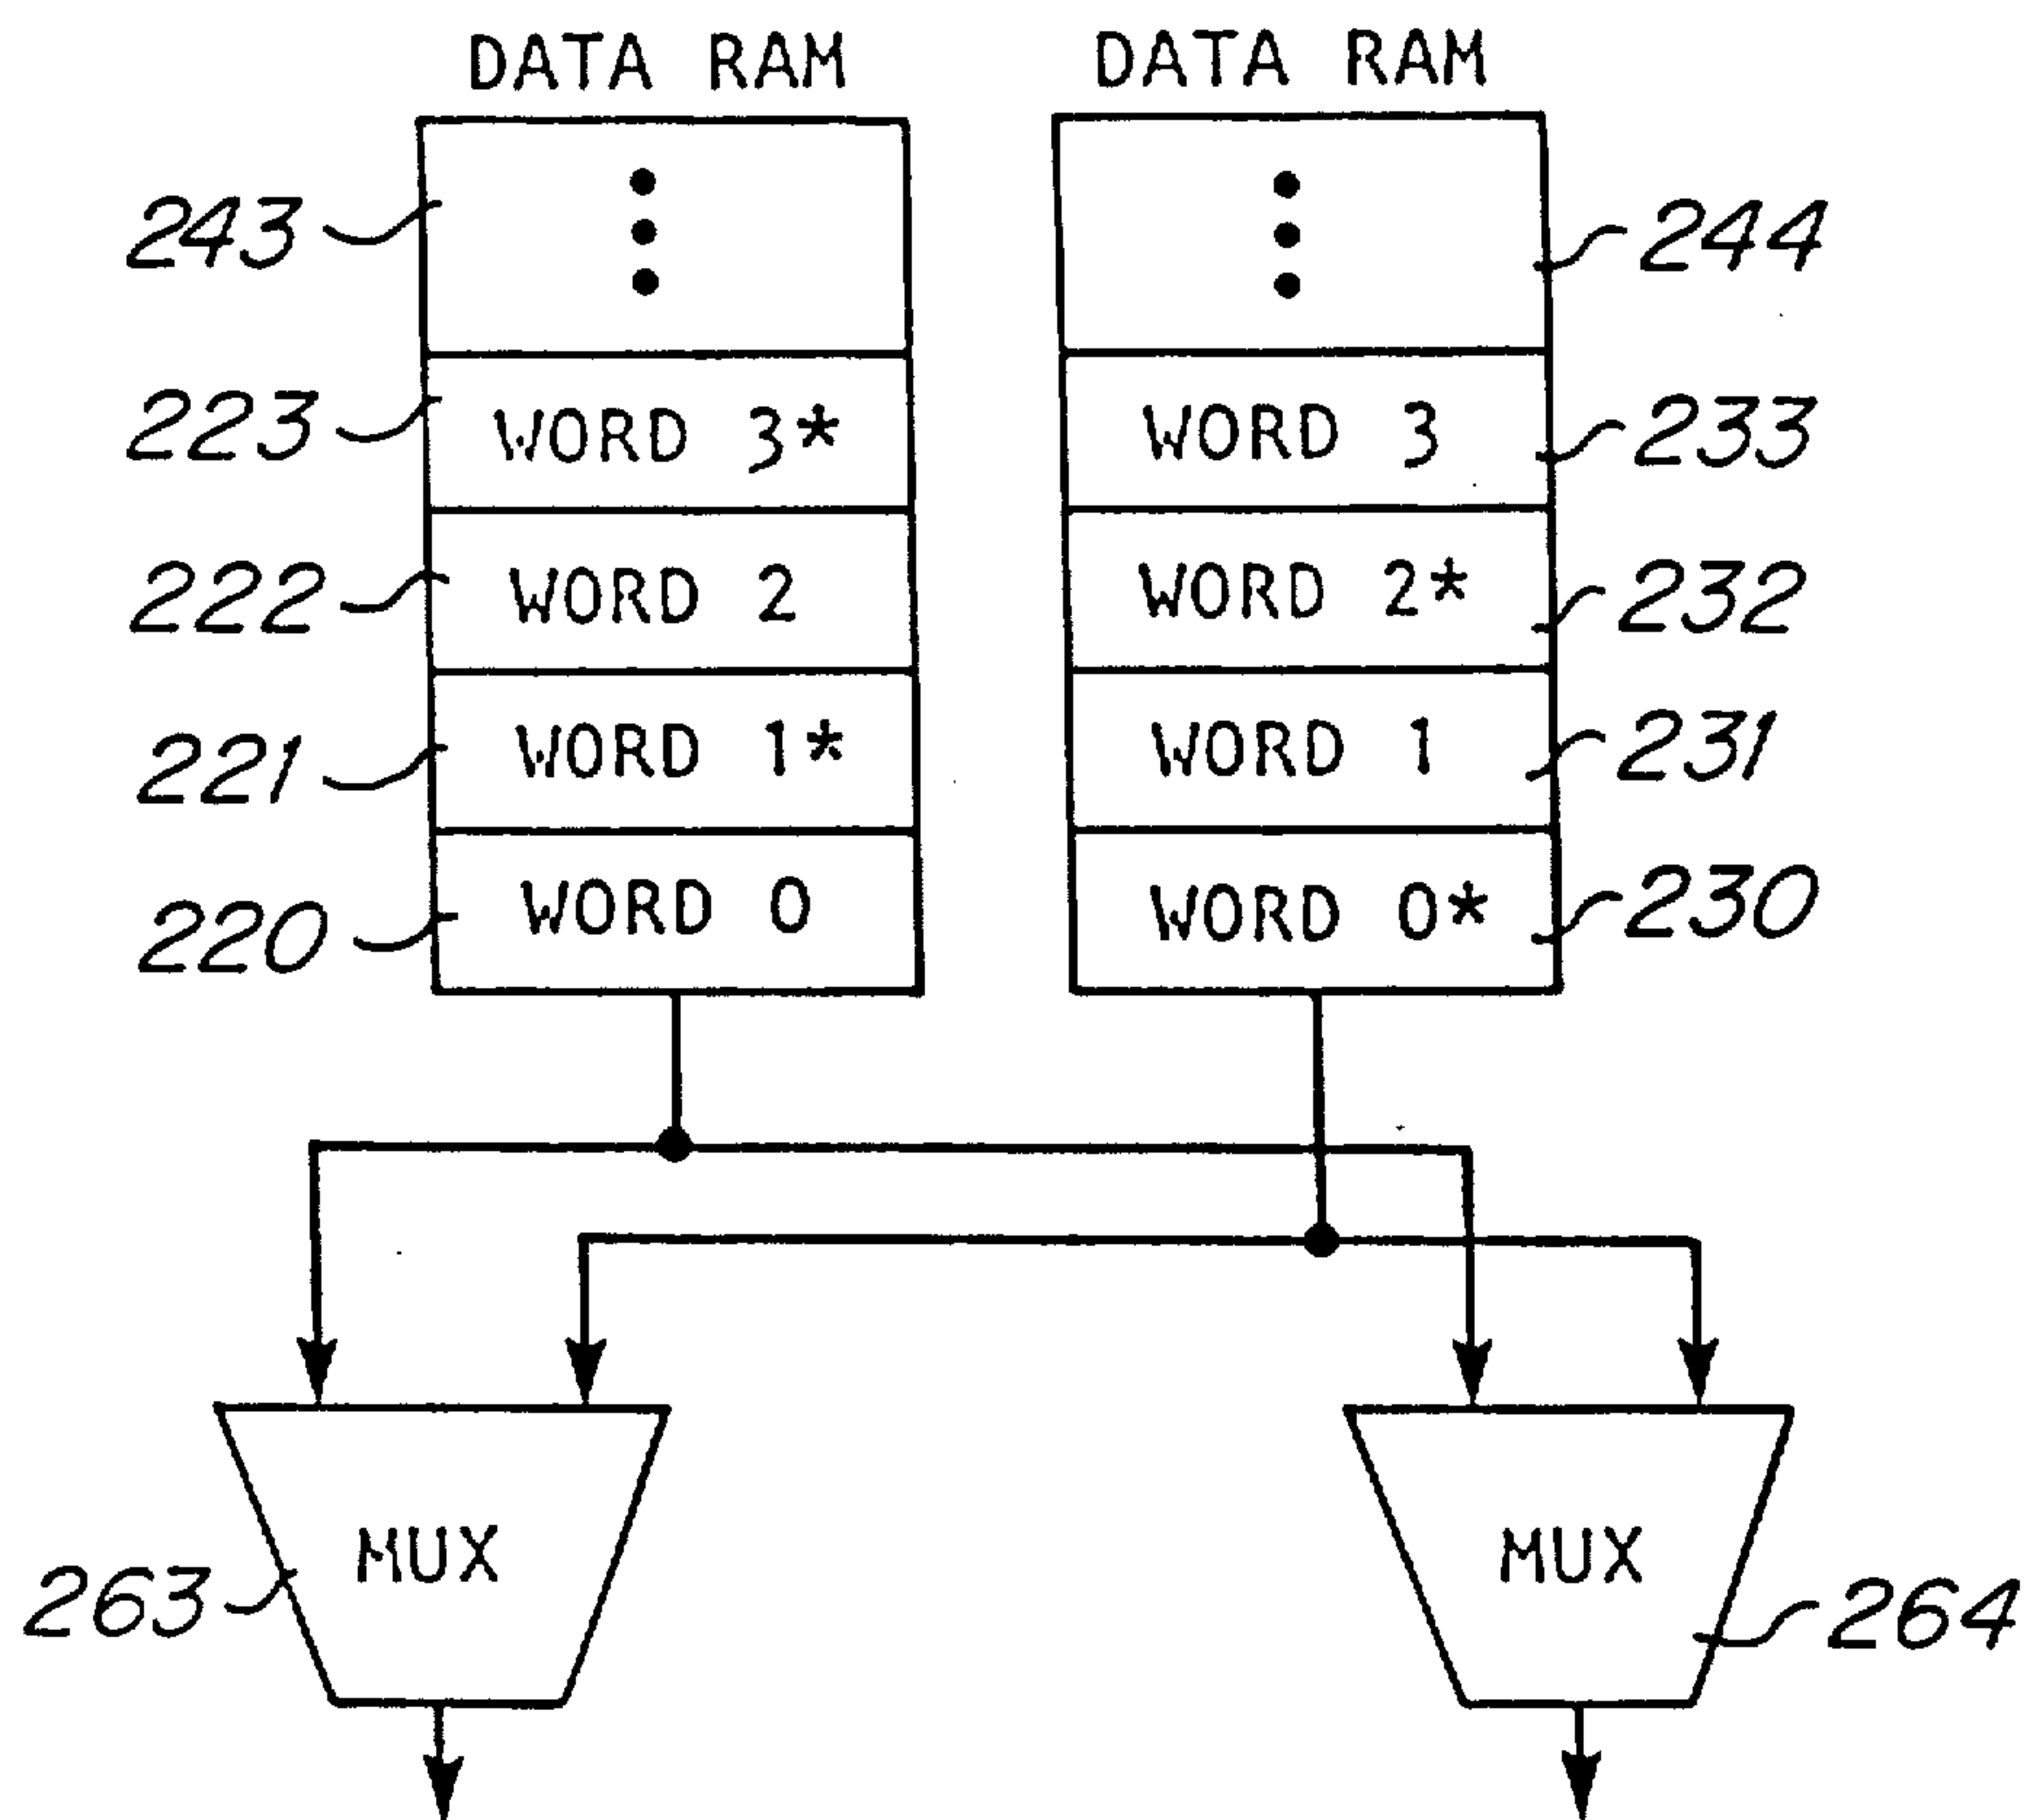 DATA RAM DATA RAM
243 244
223 WORD 3* WORD 3 233
222 WORD 2 WORD 2* 232
221 WORD 1* WORD 1 231
220 WORD 0 WORD 0* 230
263 MUX MUX 264